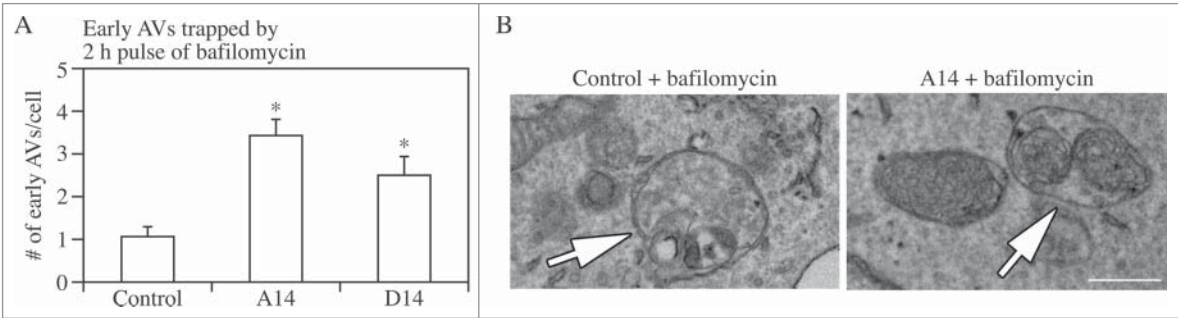 A
Early AVs trapped by
2 h pulse of bafilomycin
# of early AVs/cell
5
4
3
2
1
0
*
*
Control
A14
D14
B
Control + bafilomycin
A14 + bafilomycin